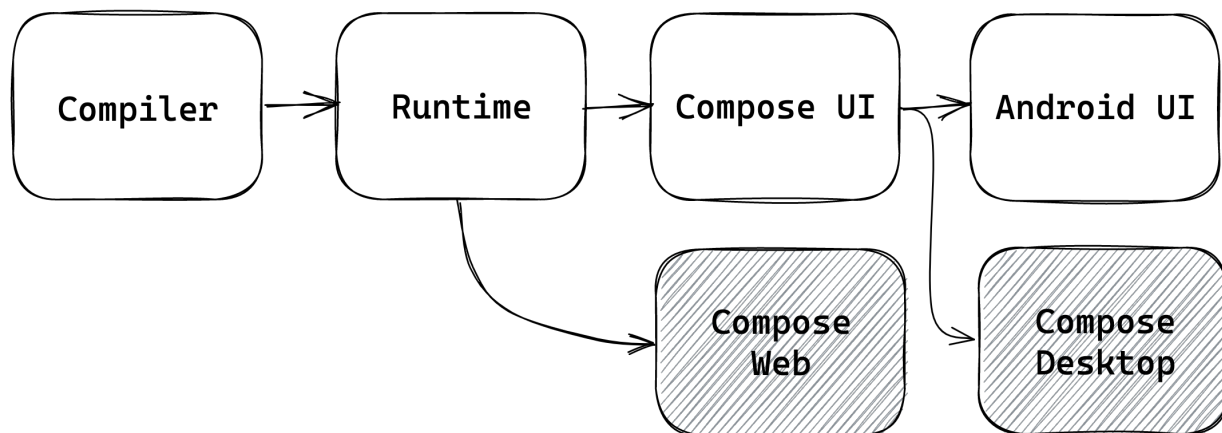 Compiler
Runtime
Compose UI
Android UI
Compose
Web
Compose
Desktop